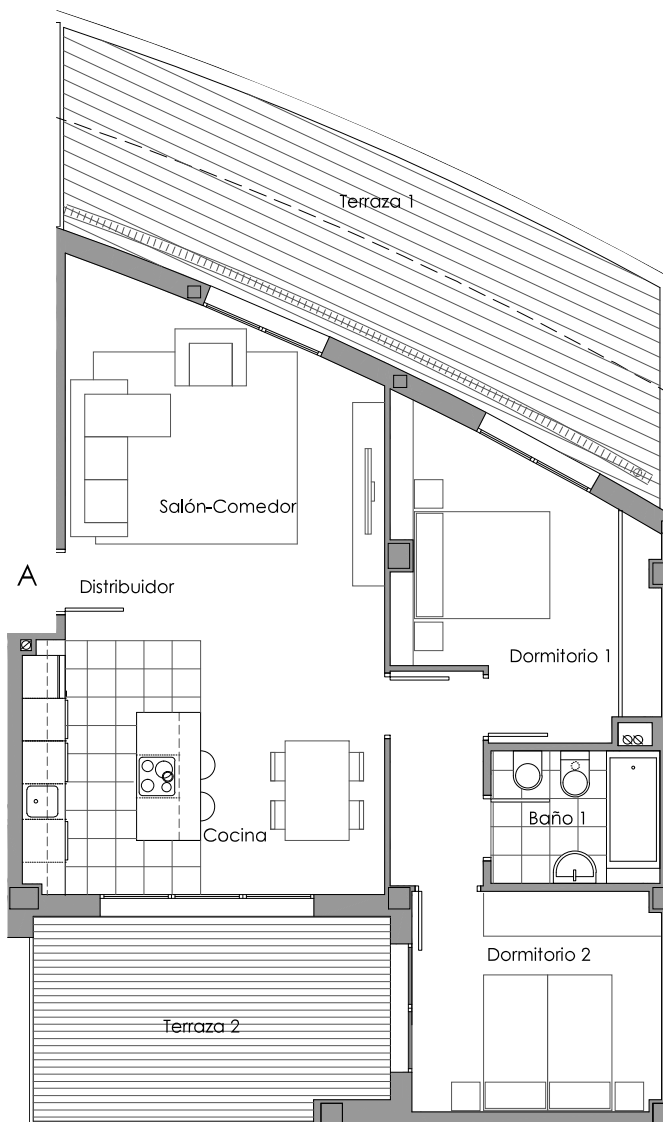 Terraza 1
Salón-Comedor
A
Distribuidor
Dormitorio 1
Baño 1
Cocina
Dormitorio 2
Terraza 2